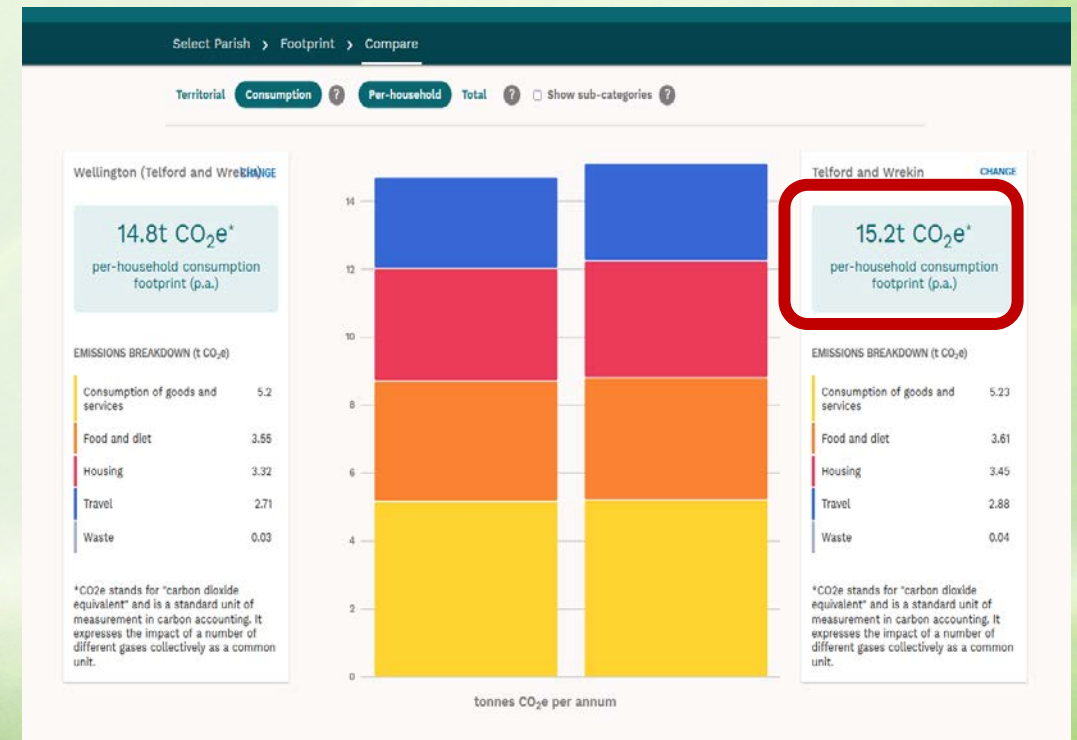 Select Parish > Footprint > Compare
Territorial Consumption ? Per-household Total ? Show sub-categories ?
Wellington (Telford and Wrekin) CHANGE
14.8t CO₂e*
per-household consumption
footprint (p.a.)
EMISSIONS BREAKDOWN (t CO₂e)
Consumption of goods and services 5.2
Food and diet 3.55
Housing 3.32
Travel 2.71
Waste 0.03
*CO2e stands for "carbon dioxide
equivalent" and is a standard unit of
measurement in carbon accounting. It
expresses the impact of a number of
different gases collectively as a common
unit.
14
12
10
8
6
4
2
0
tonnes CO₂e per annum
Telford and Wrekin CHANGE
15.2t CO₂e*
per-household consumption
footprint (p.a.)
EMISSIONS BREAKDOWN (t CO₂e)
Consumption of goods and services 5.23
Food and diet 3.61
Housing 3.45
Travel 2.88
Waste 0.04
*CO2e stands for "carbon dioxide
equivalent" and is a standard unit of
measurement in carbon accounting. It
expresses the impact of a number of
different gases collectively as a common
unit.